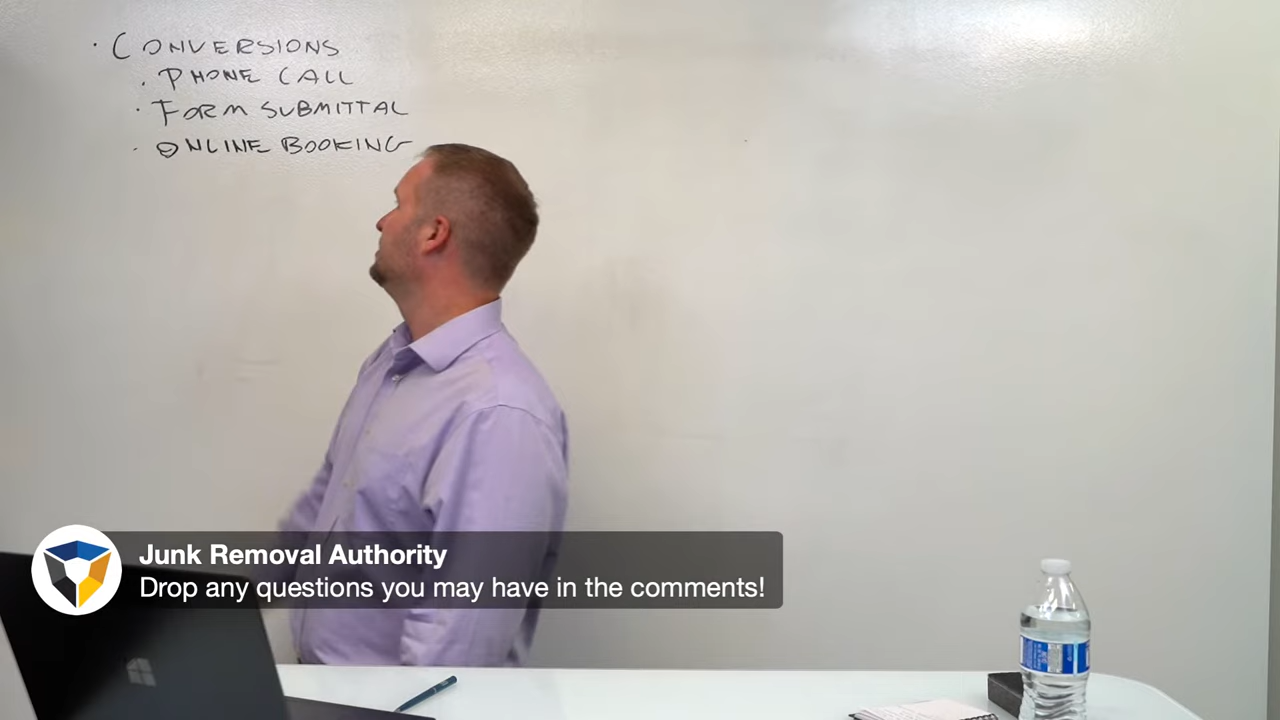 · CONVERSIONS
· PHONE CALL
· FORM SUBMITTAL
· ONLINE BOOKING
Junk Removal Authority
Drop any questions you may have in the comments!